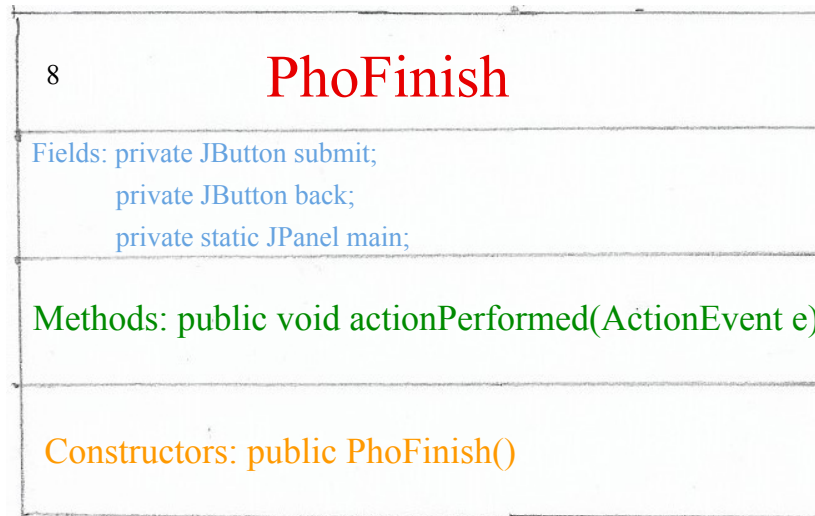 8
PhoFinish
Fields: private JButton submit;
private JButton back;
private static JPanel main;
Methods: public void actionPerformed(ActionEvent e)
Constructors: public PhoFinish()